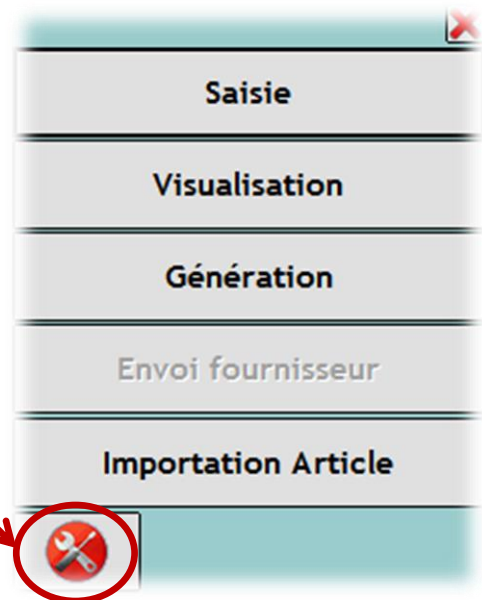 Saisie
Visualisation
Génération
Envoi fournisseur
Importation Article